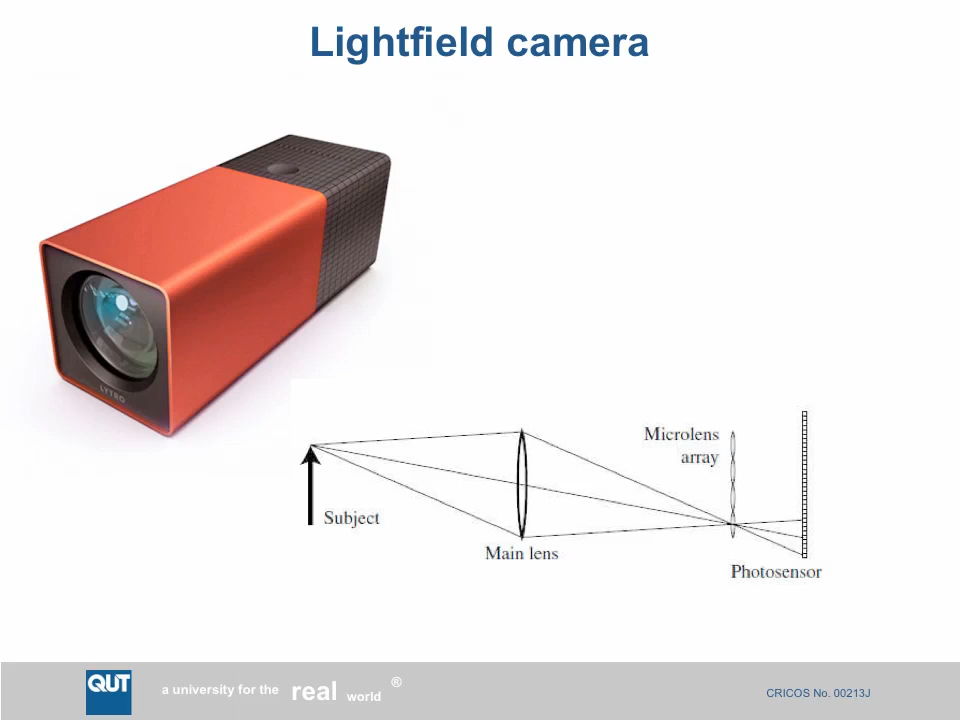 Lightfield camera
LYTRO
Microlens
array
Subject
Main lens
Photosensor
QUT
a university for the real world ®
CRICOS No. 00213J